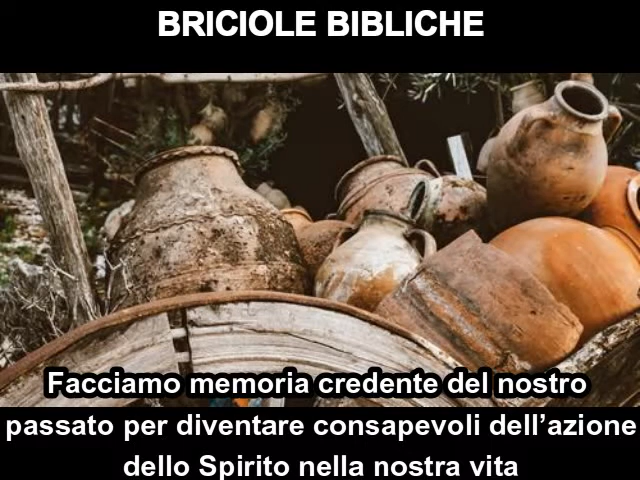 BRICIOLE BIBLICHE
Facciamo memoria credente del nostro
passato per diventare consapevoli dell’azione
dello Spirito nella nostra vita